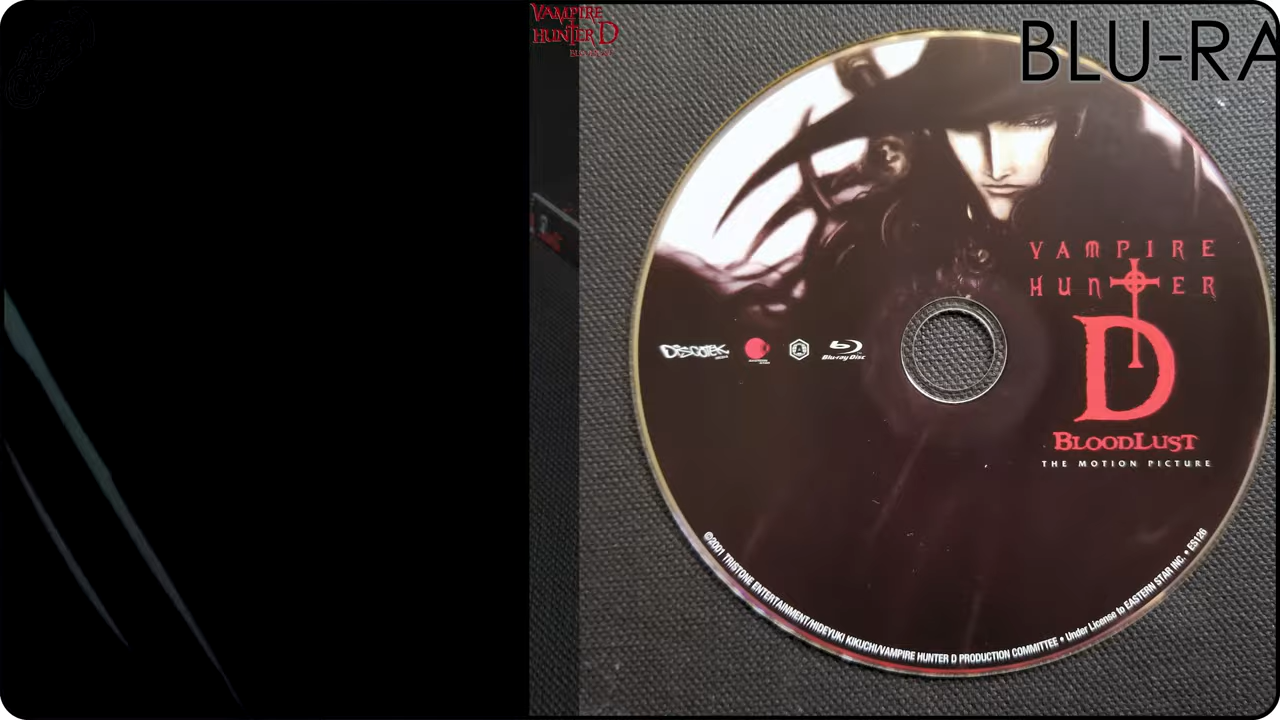 VAMPIRE
HUNTER D
BLOODLUST
BLU-RA
VAMPIRE
HUNTER
D
BLOODLUST
THE MOTION PICTURE
DISCOTEK
Blu-ray Disc
©2001 TRISTONE ENTERTAINMENT/HIDEYUKI KIKUCHI/VAMPIRE HUNTER D PRODUCTION COMMITTEE • Under License to EASTERN STAR INC. • ES126